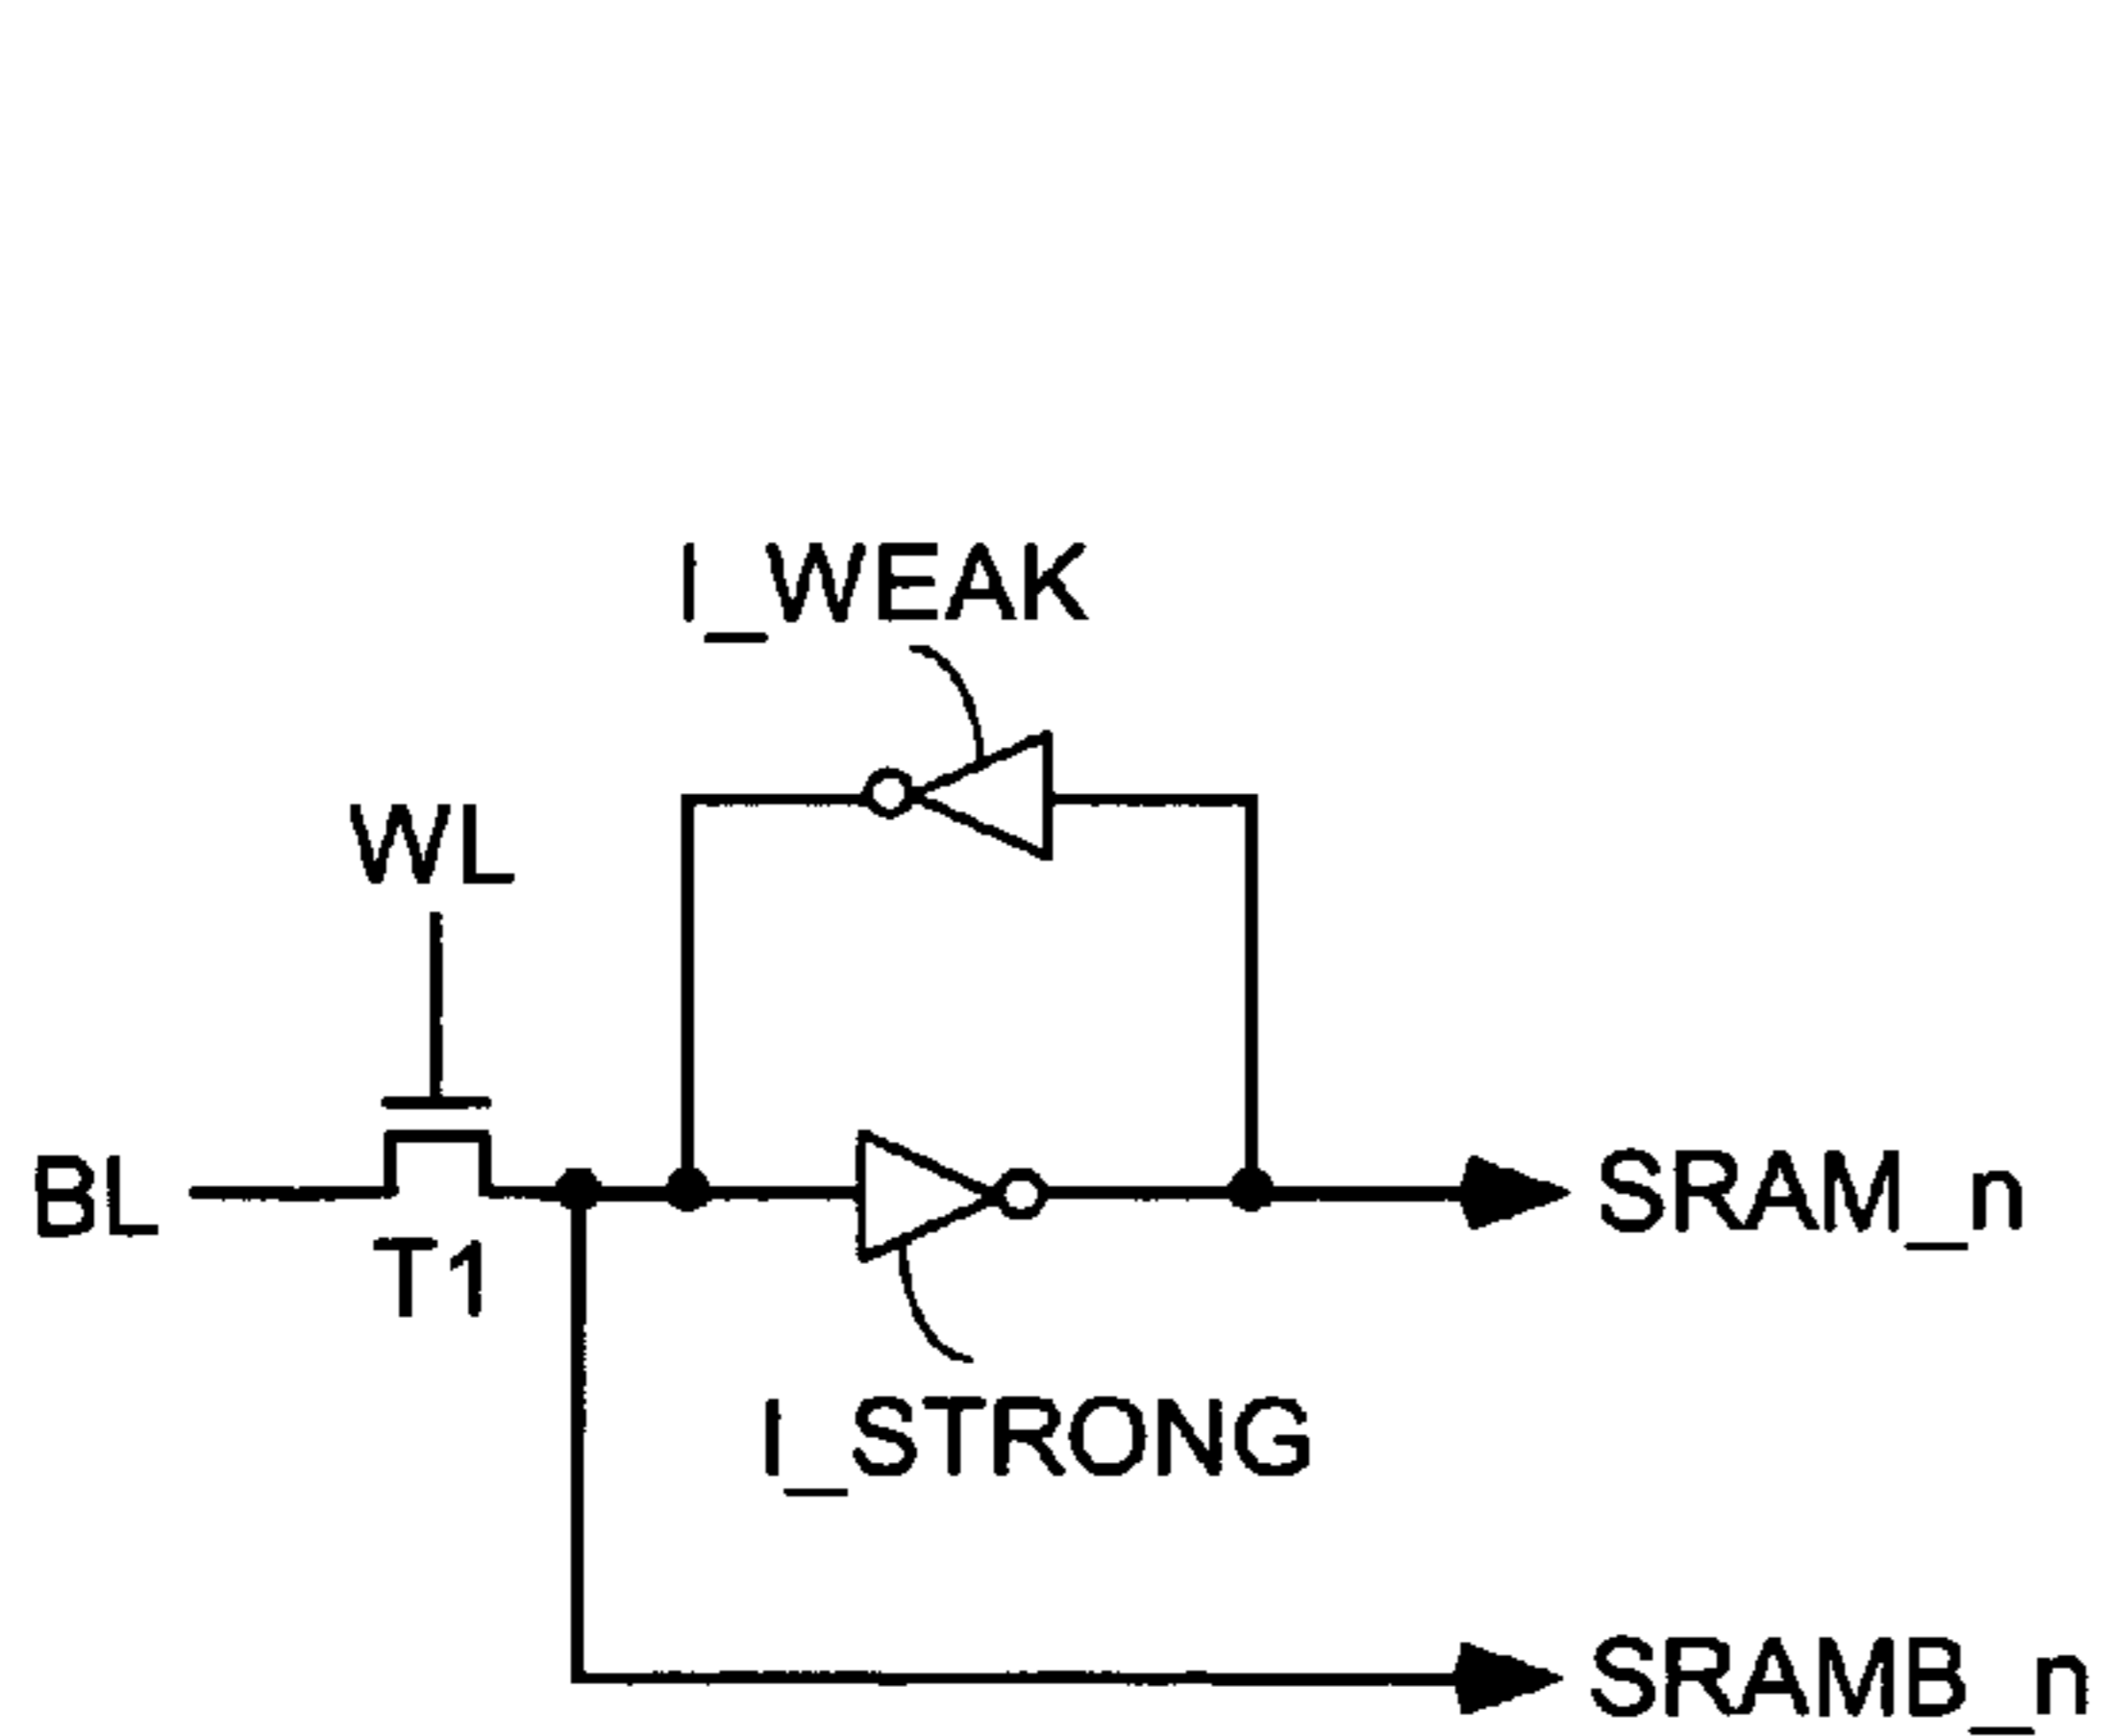 I_WEAK
WL
BL
T1
SRAM_n
I_STRONG
SRAMB_n